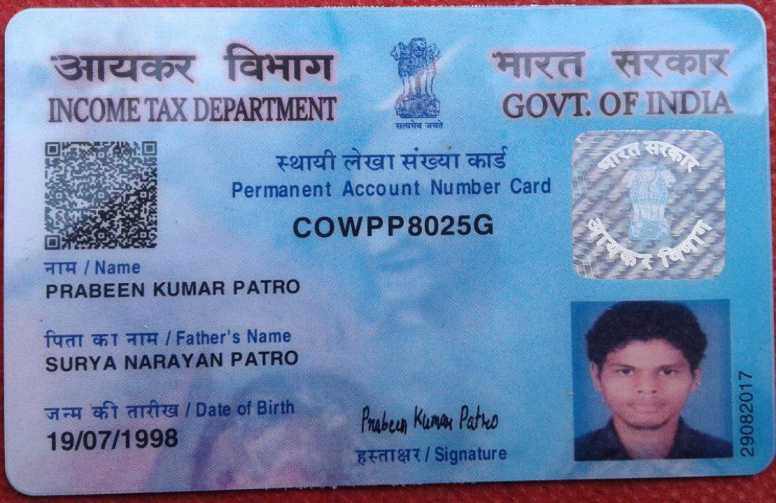 आयकर विभाग
INCOME TAX DEPARTMENT
सत्यमेव जयते
भारत सरकार
GOVT. OF INDIA
स्थायी लेखा संख्या कार्ड
Permanent Account Number Card
COWPP8025G
भारत सरकार
आयकर विभाग
नाम / Name
PRABEEN KUMAR PATRO
पिता का नाम / Father's Name
SURYA NARAYAN PATRO
जन्म की तारीख / Date of Birth
19/07/1998
Prabeen Kumar Patro
हस्ताक्षर / Signature
29082017